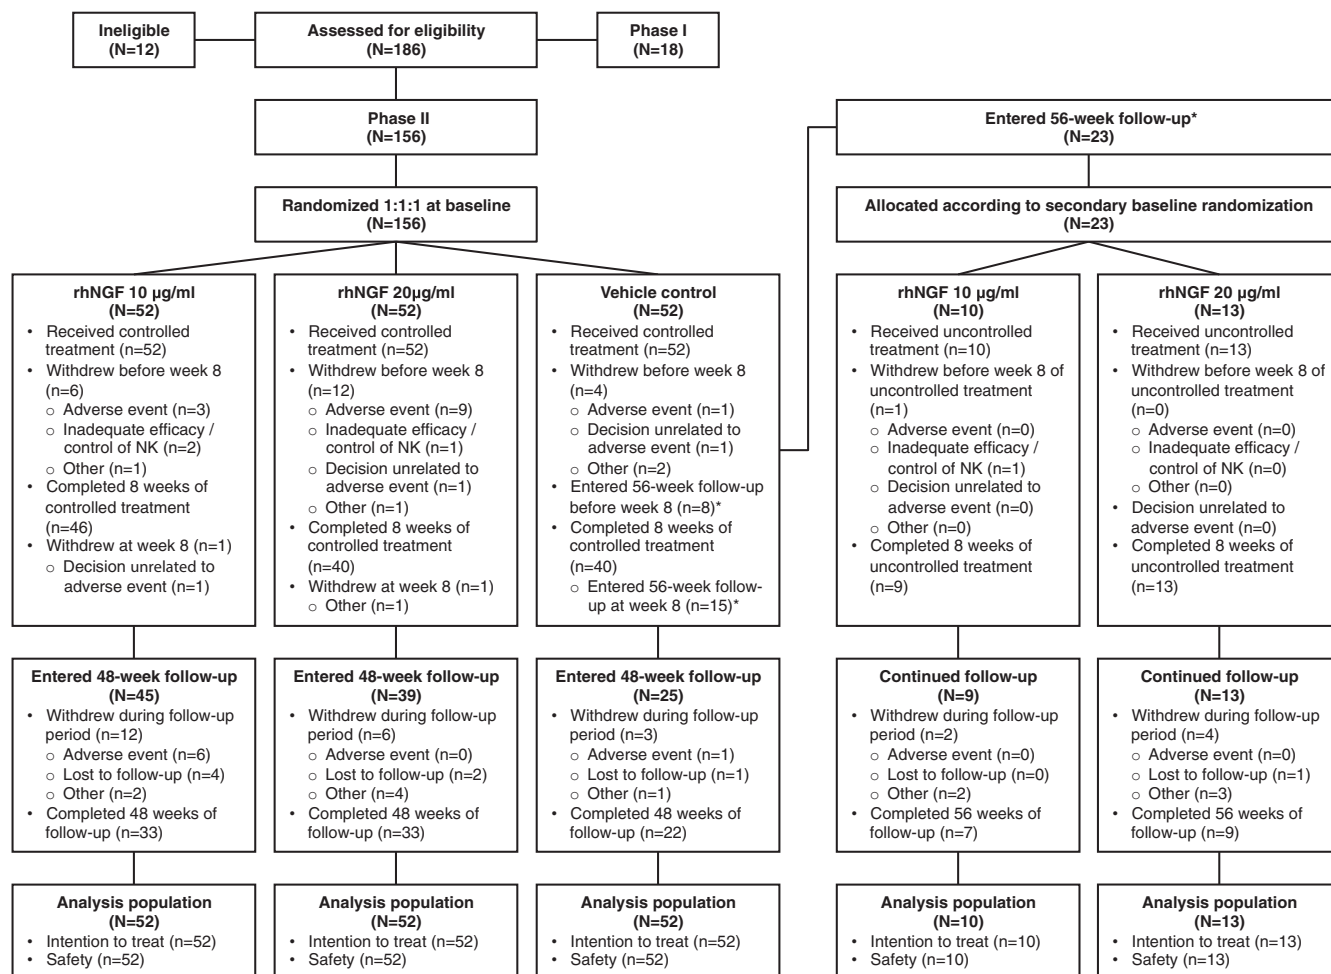 Ineligible
(N=12)
Assessed for eligibility
(N=186)
Phase I
(N=18)
Phase II
(N=156)
Entered 56-week follow-up*
(N=23)
Randomized 1:1:1 at baseline
(N=156)
Allocated according to secondary baseline randomization
(N=23)
rhNGF 10 µg/ml
(N=52)
• Received controlled
treatment (n=52)
• Withdrew before week 8
(n=6)
○ Adverse event (n=3)
○ Inadequate efficacy /
control of NK (n=2)
○ Other (n=1)
• Completed 8 weeks of
controlled treatment
(n=46)
• Withdrew at week 8 (n=1)
○ Decision unrelated to
adverse event (n=1)
rhNGF 20µg/ml
(N=52)
• Received controlled
treatment (n=52)
• Withdrew before week 8
(n=12)
○ Adverse event (n=9)
○ Inadequate efficacy /
control of NK (n=1)
○ Decision unrelated to
adverse event (n=1)
○ Other (n=1)
• Completed 8 weeks of
controlled treatment
(n=40)
• Withdrew at week 8 (n=1)
○ Other (n=1)
Vehicle control
(N=52)
• Received controlled
treatment (n=52)
• Withdrew before week 8
(n=4)
○ Adverse event (n=1)
○ Decision unrelated to
adverse event (n=1)
○ Other (n=2)
• Entered 56-week follow-up
before week 8 (n=8)*
• Completed 8 weeks of
controlled treatment
(n=40)
○ Entered 56-week follow-
up at week 8 (n=15)*
rhNGF 10 µg/ml
(N=10)
• Received uncontrolled
treatment (n=10)
• Withdrew before week 8 of
uncontrolled treatment
(n=1)
○ Adverse event (n=0)
○ Inadequate efficacy /
control of NK (n=1)
○ Decision unrelated to
adverse event (n=0)
○ Other (n=0)
• Completed 8 weeks of
uncontrolled treatment
(n=9)
rhNGF 20 µg/ml
(N=13)
• Received uncontrolled
treatment (n=13)
• Withdrew before week 8 of
uncontrolled treatment
(n=0)
○ Adverse event (n=0)
○ Inadequate efficacy /
control of NK (n=0)
○ Other (n=0)
• Decision unrelated to
adverse event (n=0)
• Completed 8 weeks of
uncontrolled treatment
(n=13)
Entered 48-week follow-up
(N=45)
• Withdrew during follow-up
period (n=12)
○ Adverse event (n=6)
○ Lost to follow-up (n=4)
○ Other (n=2)
• Completed 48 weeks of
follow-up (n=33)
Entered 48-week follow-up
(N=39)
• Withdrew during follow-up
period (n=6)
○ Adverse event (n=0)
○ Lost to follow-up (n=2)
○ Other (n=4)
• Completed 48 weeks of
follow-up (n=33)
Entered 48-week follow-up
(N=25)
• Withdrew during follow-up
period (n=3)
○ Adverse event (n=1)
○ Lost to follow-up (n=1)
○ Other (n=1)
• Completed 48 weeks of
follow-up (n=22)
Continued follow-up
(N=9)
• Withdrew during follow-up
period (n=2)
○ Adverse event (n=0)
○ Lost to follow-up (n=0)
○ Other (n=2)
• Completed 56 weeks of
follow-up (n=7)
Continued follow-up
(N=13)
• Withdrew during follow-up
period (n=4)
○ Adverse event (n=0)
○ Lost to follow-up (n=1)
○ Other (n=3)
• Completed 56 weeks of
follow-up (n=9)
Analysis population
(N=52)
• Intention to treat (n=52)
• Safety (n=52)
Analysis population
(N=52)
• Intention to treat (n=52)
• Safety (n=52)
Analysis population
(N=52)
• Intention to treat (n=52)
• Safety (n=52)
Analysis population
(N=10)
• Intention to treat (n=10)
• Safety (n=10)
Analysis population
(N=13)
• Intention to treat (n=13)
• Safety (n=13)